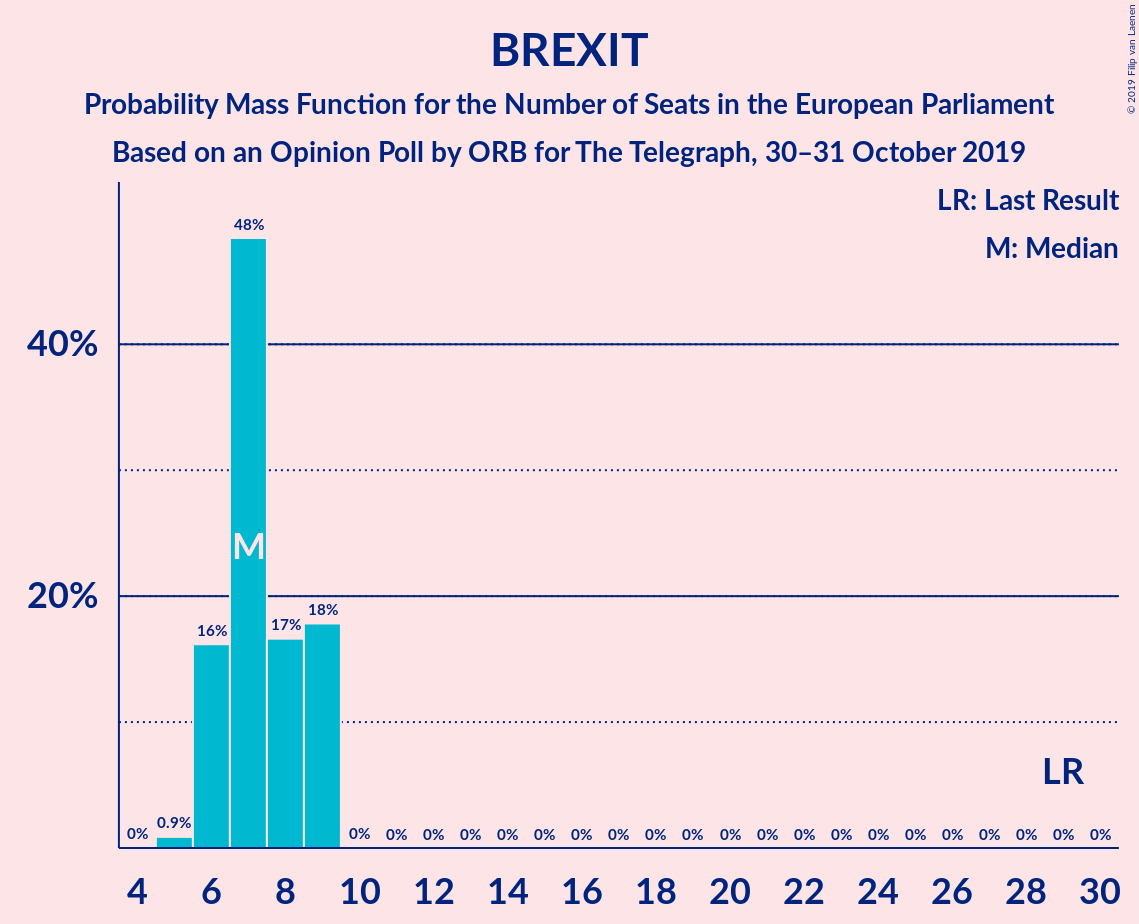 BREXIT
Probability Mass Function for the Number of Seats in the European Parliament
Based on an Opinion Poll by ORB for The Telegraph, 30–31 October 2019
© 2019 Filip van Laenen
LR: Last Result
M: Median
48%
40%
M
20%
18%
17%
16%
LR
0% 0.9% 0% 0% 0% 0% 0% 0% 0% 0% 0% 0% 0% 0% 0% 0% 0% 0% 0% 0% 0% 0% 0%
4 6 8 10 12 14 16 18 20 22 24 26 28 30